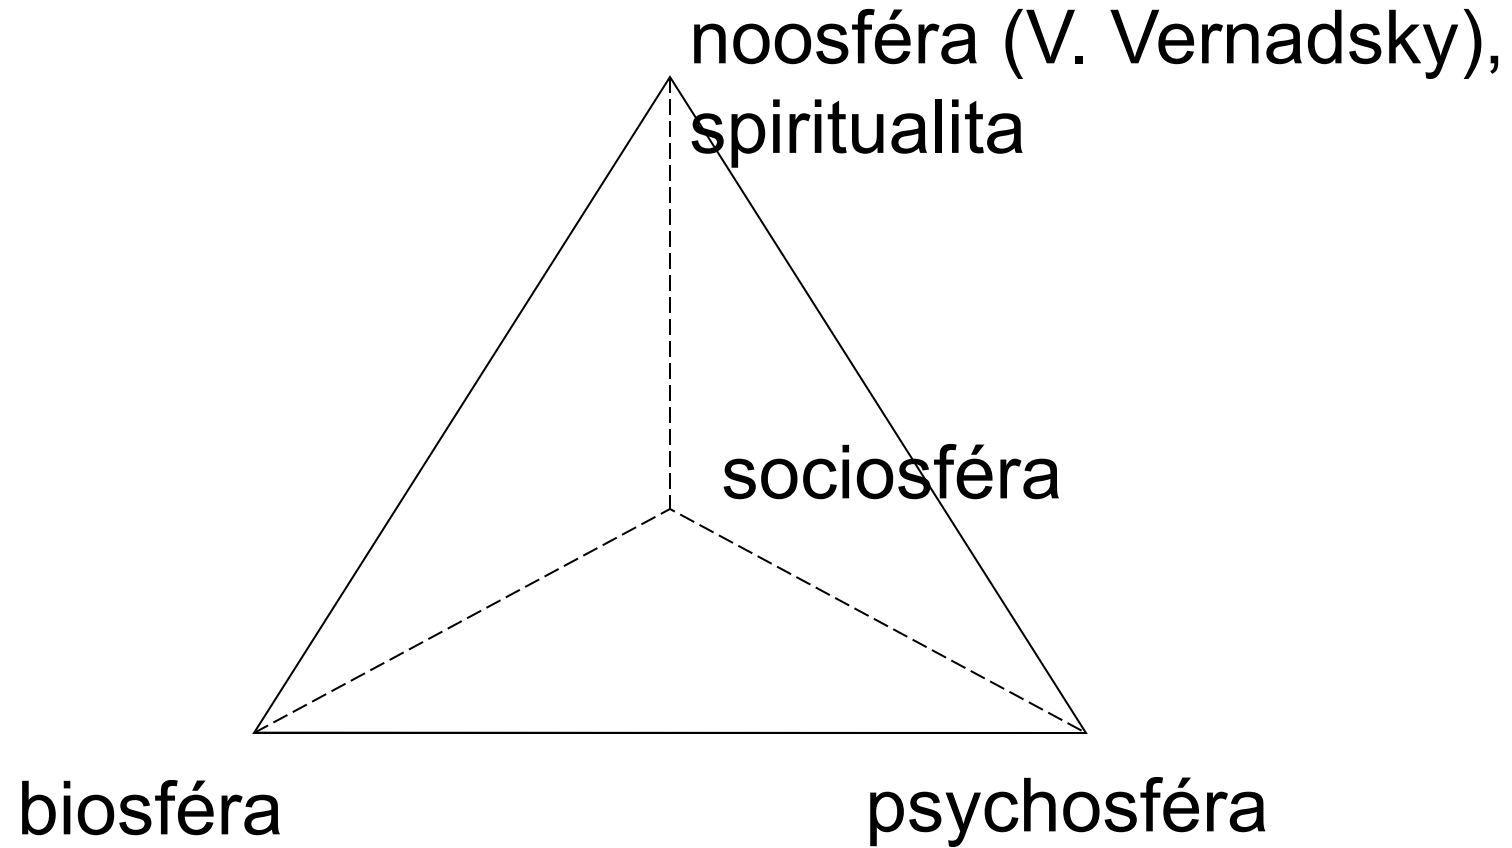 noosféra (V. Vernadsky),
spiritualita
sociosféra
biosféra
psychosféra